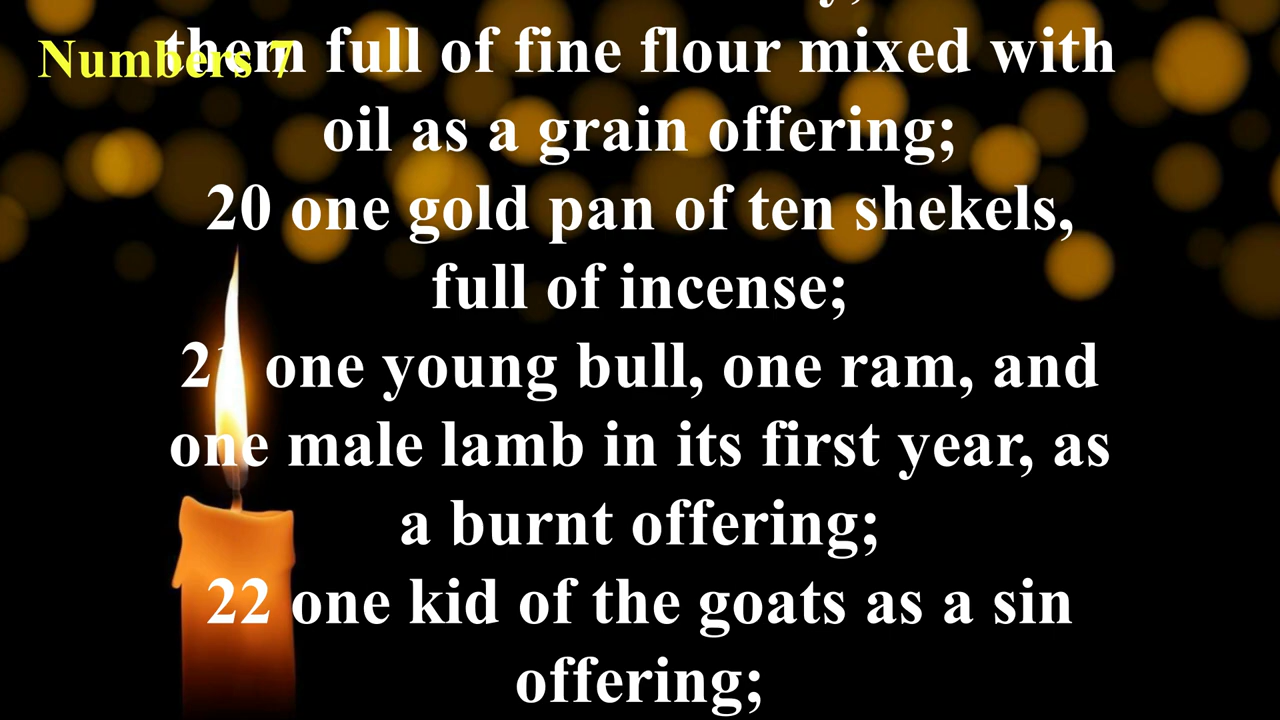 Numbers 7
them full of fine flour mixed with
oil as a grain offering;
20 one gold pan of ten shekels,
full of incense;
21 one young bull, one ram, and
one male lamb in its first year, as
a burnt offering;
22 one kid of the goats as a sin
offering;